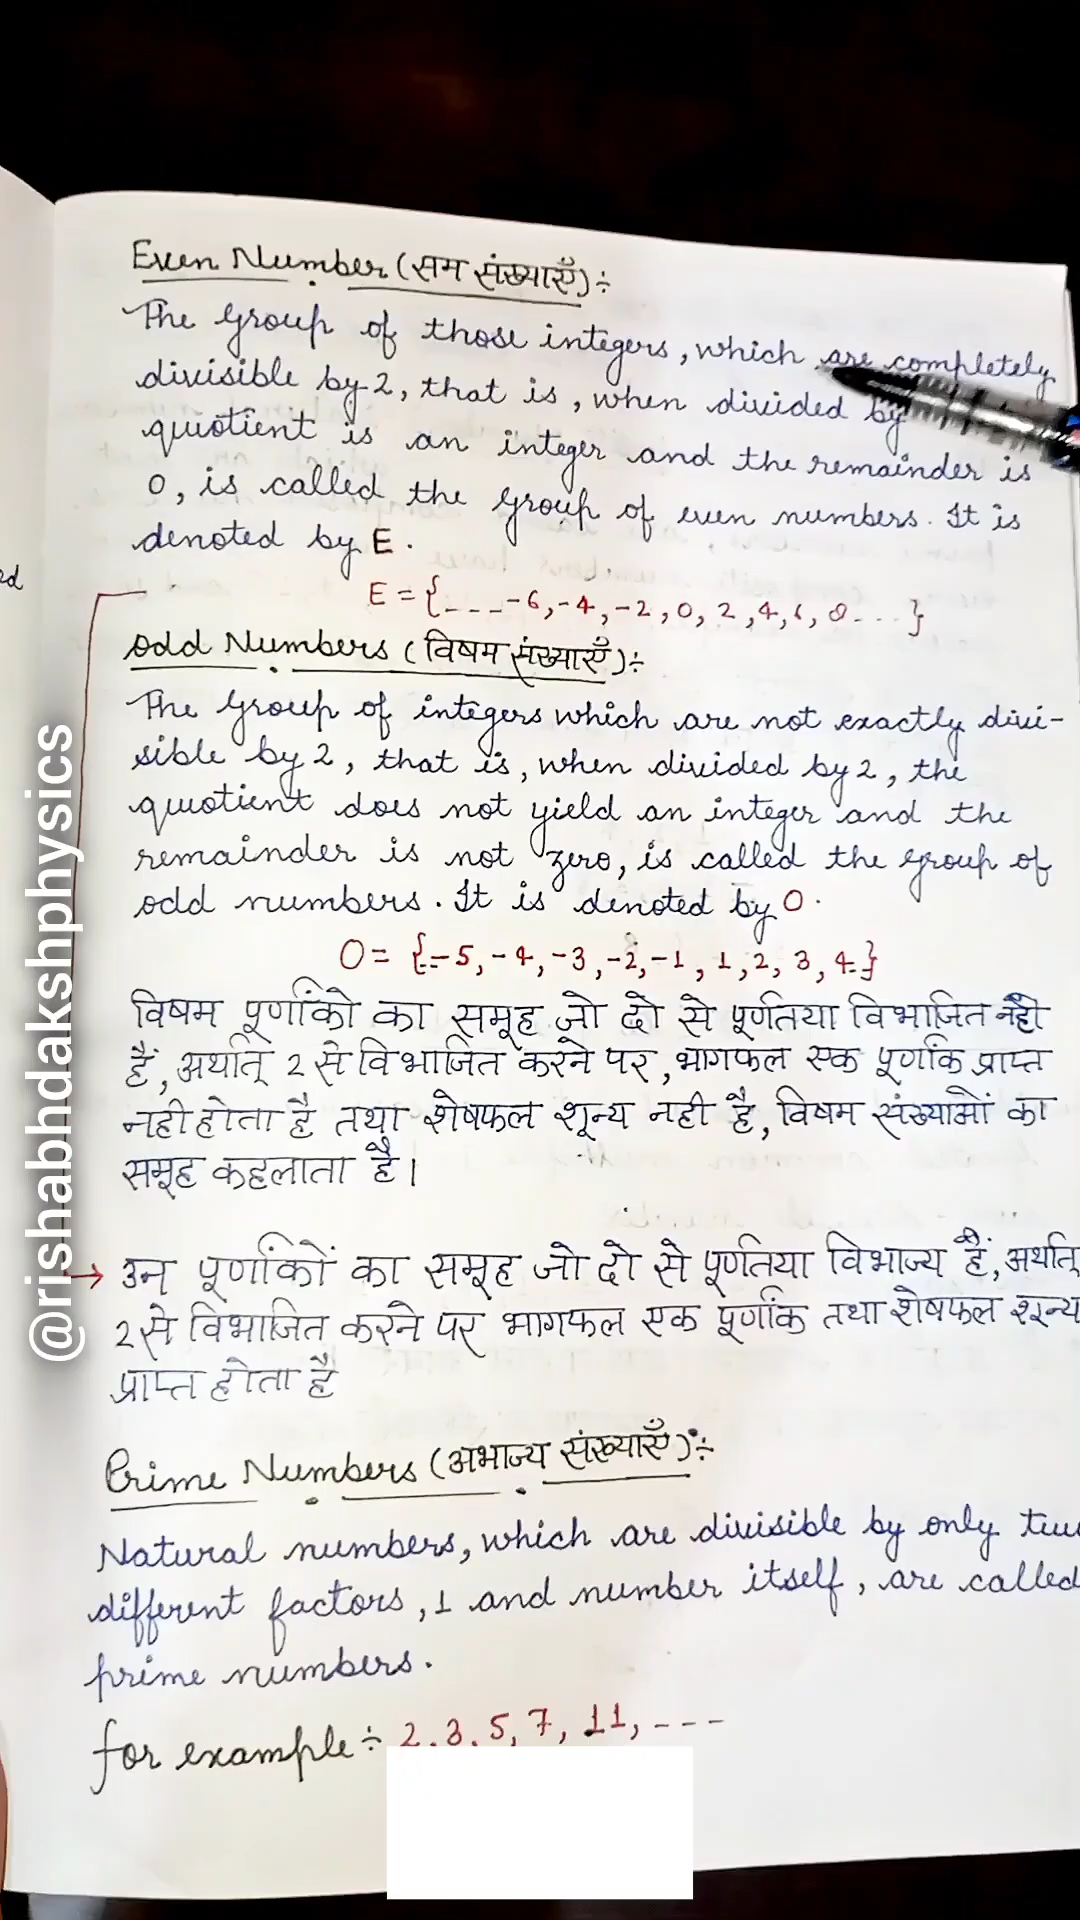 Even Number (सम संख्याएँ) ÷
The group of those integers, which are completely
divisible by 2, that is, when divided by
quotient is an integer and the remainder is
0, is called the group of even numbers. It is
denoted by E.
E = {---6, -4, -2, 0, 2, 4, 6, 8...}
Odd Numbers (विषम संख्याएँ) ÷
The group of integers which are not exactly divi-
sible by 2, that is, when divided by 2, the
quotient does not yield an integer and the
remainder is not zero, is called the group of
odd numbers. It is denoted by O.
O = {--5, -4, -3, -2, -1, 1, 2, 3, 4--}
विषम पूर्णांको का समूह जो दो से पूर्णतया विभाजित नही
हैं, अर्थात् 2 से विभाजित करने पर, भागफल एक पूर्णांक प्राप्त
नही होता है तथा शेषफल शून्य नही है, विषम संख्याओं का
समूह कहलाता है।
→ उन पूर्णांकों का समूह जो दो से पूर्णतया विभाज्य हैं, अर्थात्
2 से विभाजित करने पर भागफल एक पूर्णांक तथा शेषफल शून्य
प्राप्त होता है
Prime Numbers (अभाज्य संख्याएँ) ÷
Natural numbers, which are divisible by only
different factors, 1 and number itself, are called
prime numbers.
for example ÷ 2, 3, 5, 7, 11, ---
@rishabhdakshphysics